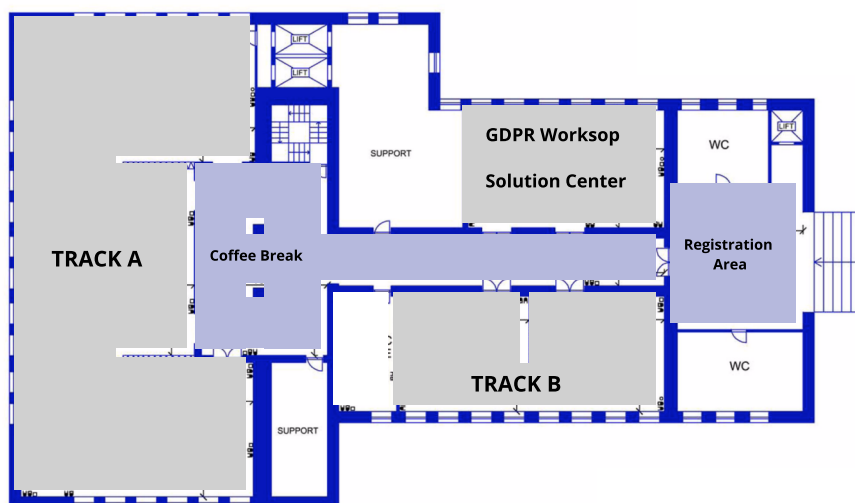 LIFT
LIFT
GDPR Worksop
LIFT
WC
SUPPORT
Solution Center
TRACK A
Coffee Break
Registration
Area
WC
TRACK B
SUPPORT